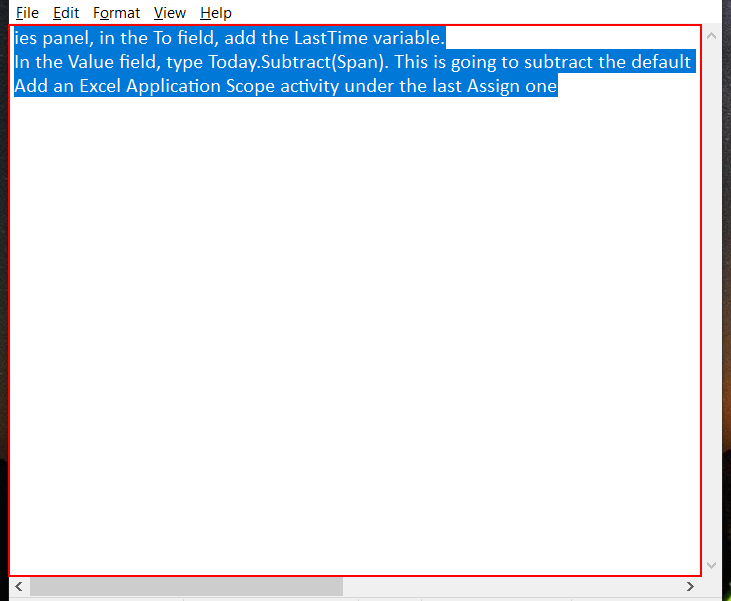 File Edit Format View Help
ies panel, in the To field, add the LastTime variable.
In the Value field, type Today.Subtract(Span). This is going to subtract the default
Add an Excel Application Scope activity under the last Assign one